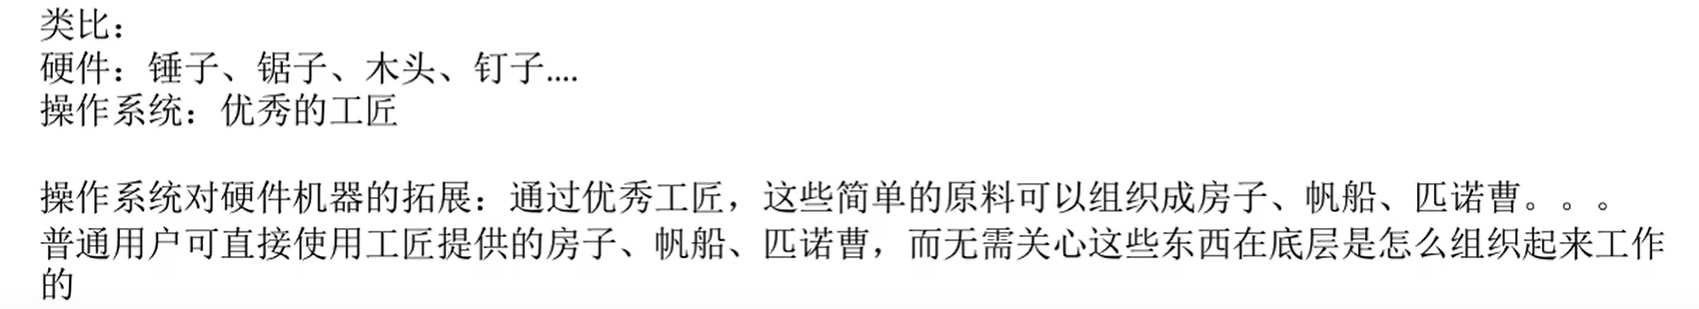 类比：
硬件：锤子、锯子、木头、钉子....
操作系统：优秀的工匠
操作系统对硬件机器的拓展：通过优秀工匠，这些简单的原料可以组织成房子、帆船、匹诺曹。。。
普通用户可直接使用工匠提供的房子、帆船、匹诺曹，而无需关心这些东西在底层是怎么组织起来工作
的